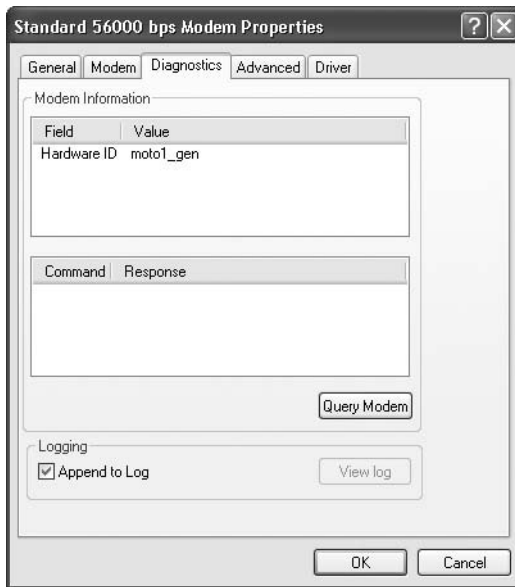 Standard 56000 bps Modem Properties
General Modem Diagnostics Advanced Driver
Modem Information
Field Value
Hardware ID moto1_gen
Command Response
Query Modem
Logging
Append to Log View log
OK Cancel